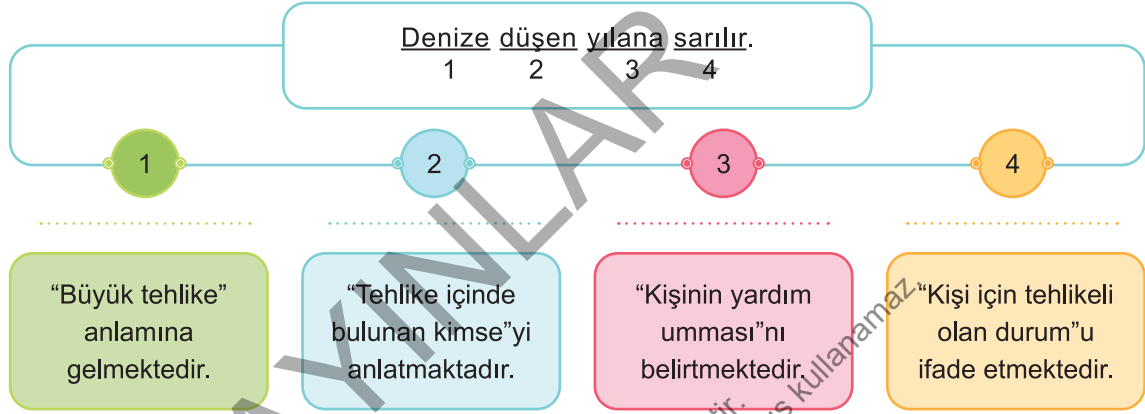 Denize düşen yılana sarılır.
1 2 3 4
1 2 3 4
"Büyük tehlike"
anlamına
gelmektedir.
"Tehlike içinde
bulunan kimse"yi
anlatmaktadır.
"Kişinin yardım
umması"nı
belirtmektedir.
"Kişi için tehlikeli
olan durum"u
ifade etmektedir.
YINLAR
kullanamaz.